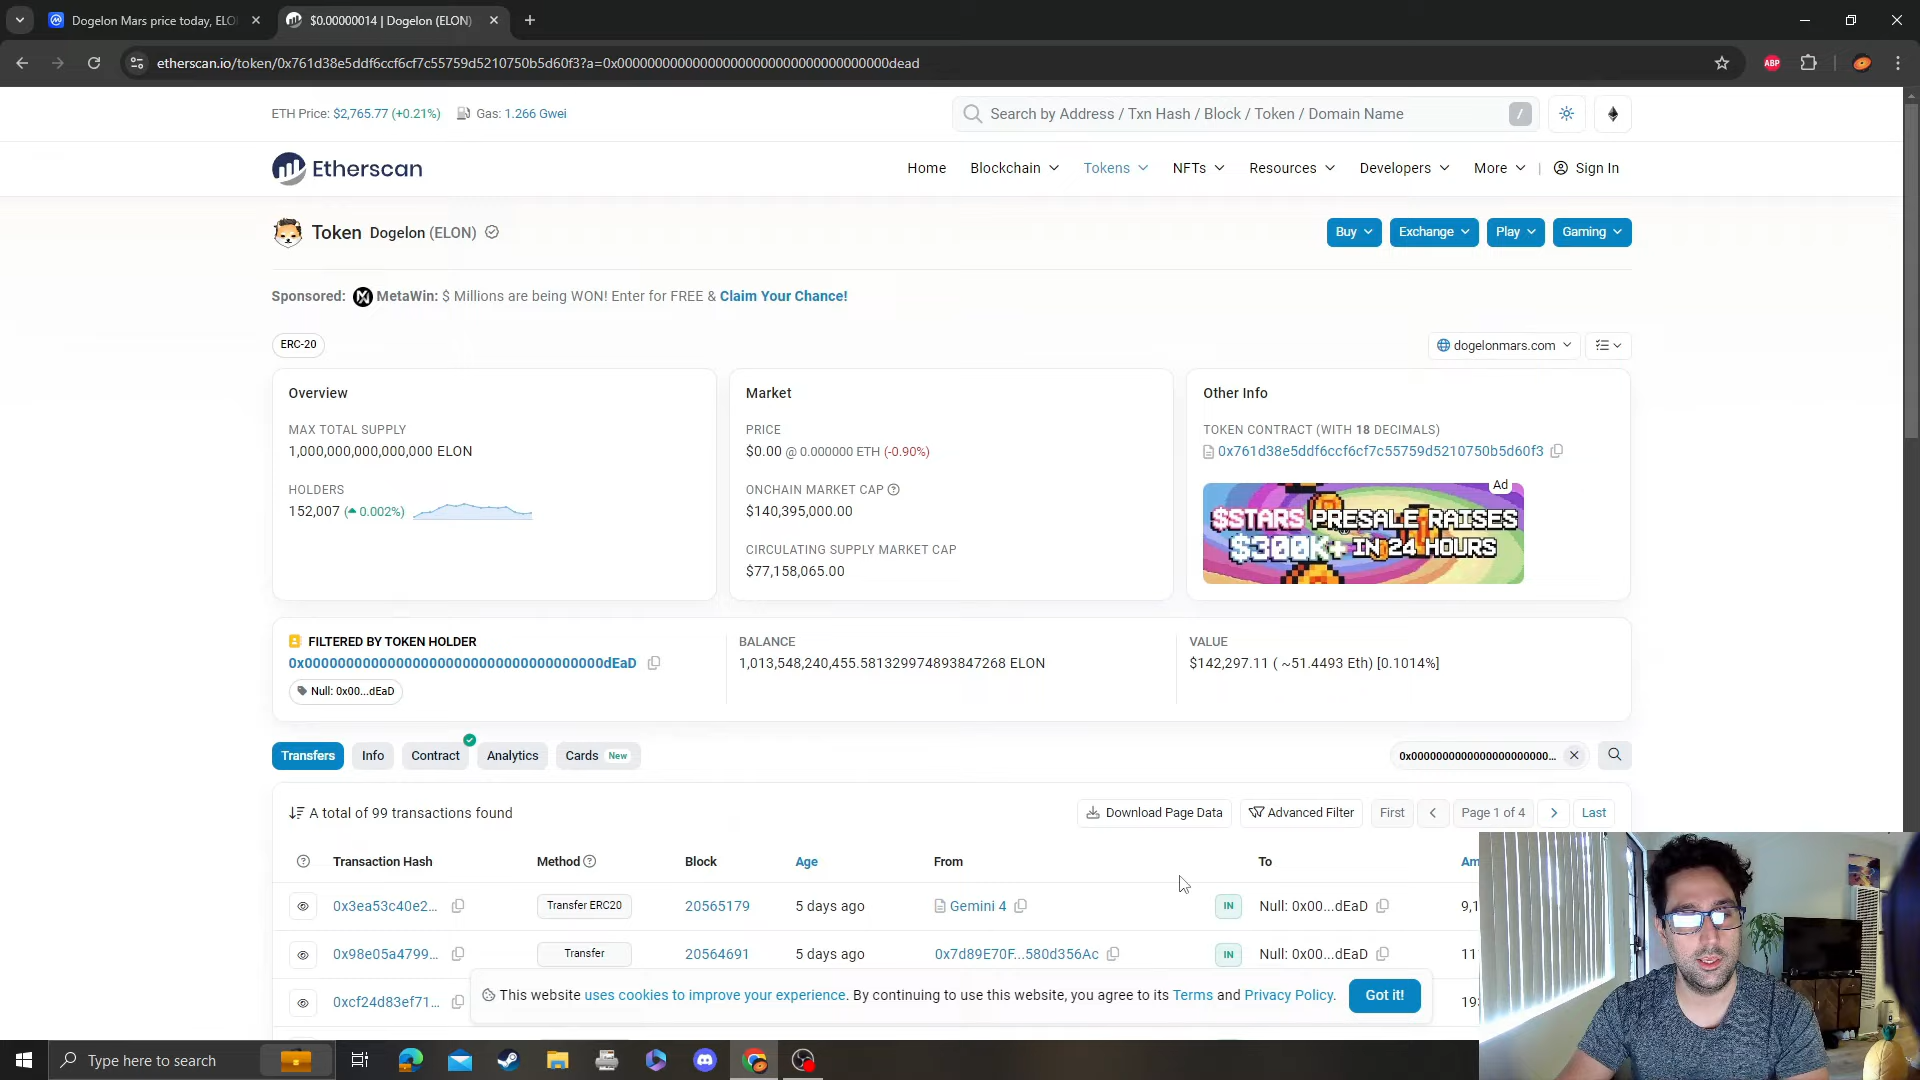 Dogelon Mars price today, ELO
$0.00000014 | Dogelon (ELON)
etherscan.io/token/0x761d38e5ddf6ccf6cf7c55759d5210750b5d60f3?a=0x000000000000000000000000000000000000dead
ABP
ETH Price: $2,765.77 (+0.21%) Gas: 1.266 Gwei
Search by Address / Txn Hash / Block / Token / Domain Name /
Etherscan
Home Blockchain Tokens NFTs Resources Developers More | Sign In
Token Dogelon (ELON)
Buy Exchange Play Gaming
Sponsored: MetaWin: $ Millions are being WON! Enter for FREE & Claim Your Chance!
ERC-20
dogelonmars.com
Overview
MAX TOTAL SUPPLY
1,000,000,000,000,000 ELON
HOLDERS
152,007 (0.002%)
Market
PRICE
$0.00 @ 0.000000 ETH (-0.90%)
ONCHAIN MARKET CAP
$140,395,000.00
CIRCULATING SUPPLY MARKET CAP
$77,158,065.00
Other Info
TOKEN CONTRACT (WITH 18 DECIMALS)
0x761d38e5ddf6ccf6cf7c55759d5210750b5d60f3
Ad
$STARS PRESALE RAISES
$300K+ IN 24 HOURS
FILTERED BY TOKEN HOLDER
0x000000000000000000000000000000000000dEaD
Null: 0x00...dEaD
BALANCE
1,013,548,240,455.581329974893847268 ELON
VALUE
$142,297.11 ( ~51.4493 Eth) [0.1014%]
Transfers Info Contract Analytics Cards New
0x0000000000000000000000...
A total of 99 transactions found
Download Page Data Advanced Filter First Page 1 of 4 Last
Transaction Hash Method Block Age From To Am
0x3ea53c40e2... Transfer ERC20 20565179 5 days ago Gemini 4 IN Null: 0x00...dEaD 9,1
0x98e05a4799... Transfer 20564691 5 days ago 0x7d89E70F...580d356Ac IN Null: 0x00...dEaD 11
0xcf24d83ef71... 19
This website uses cookies to improve your experience. By continuing to use this website, you agree to its Terms and Privacy Policy. Got it!
Type here to search